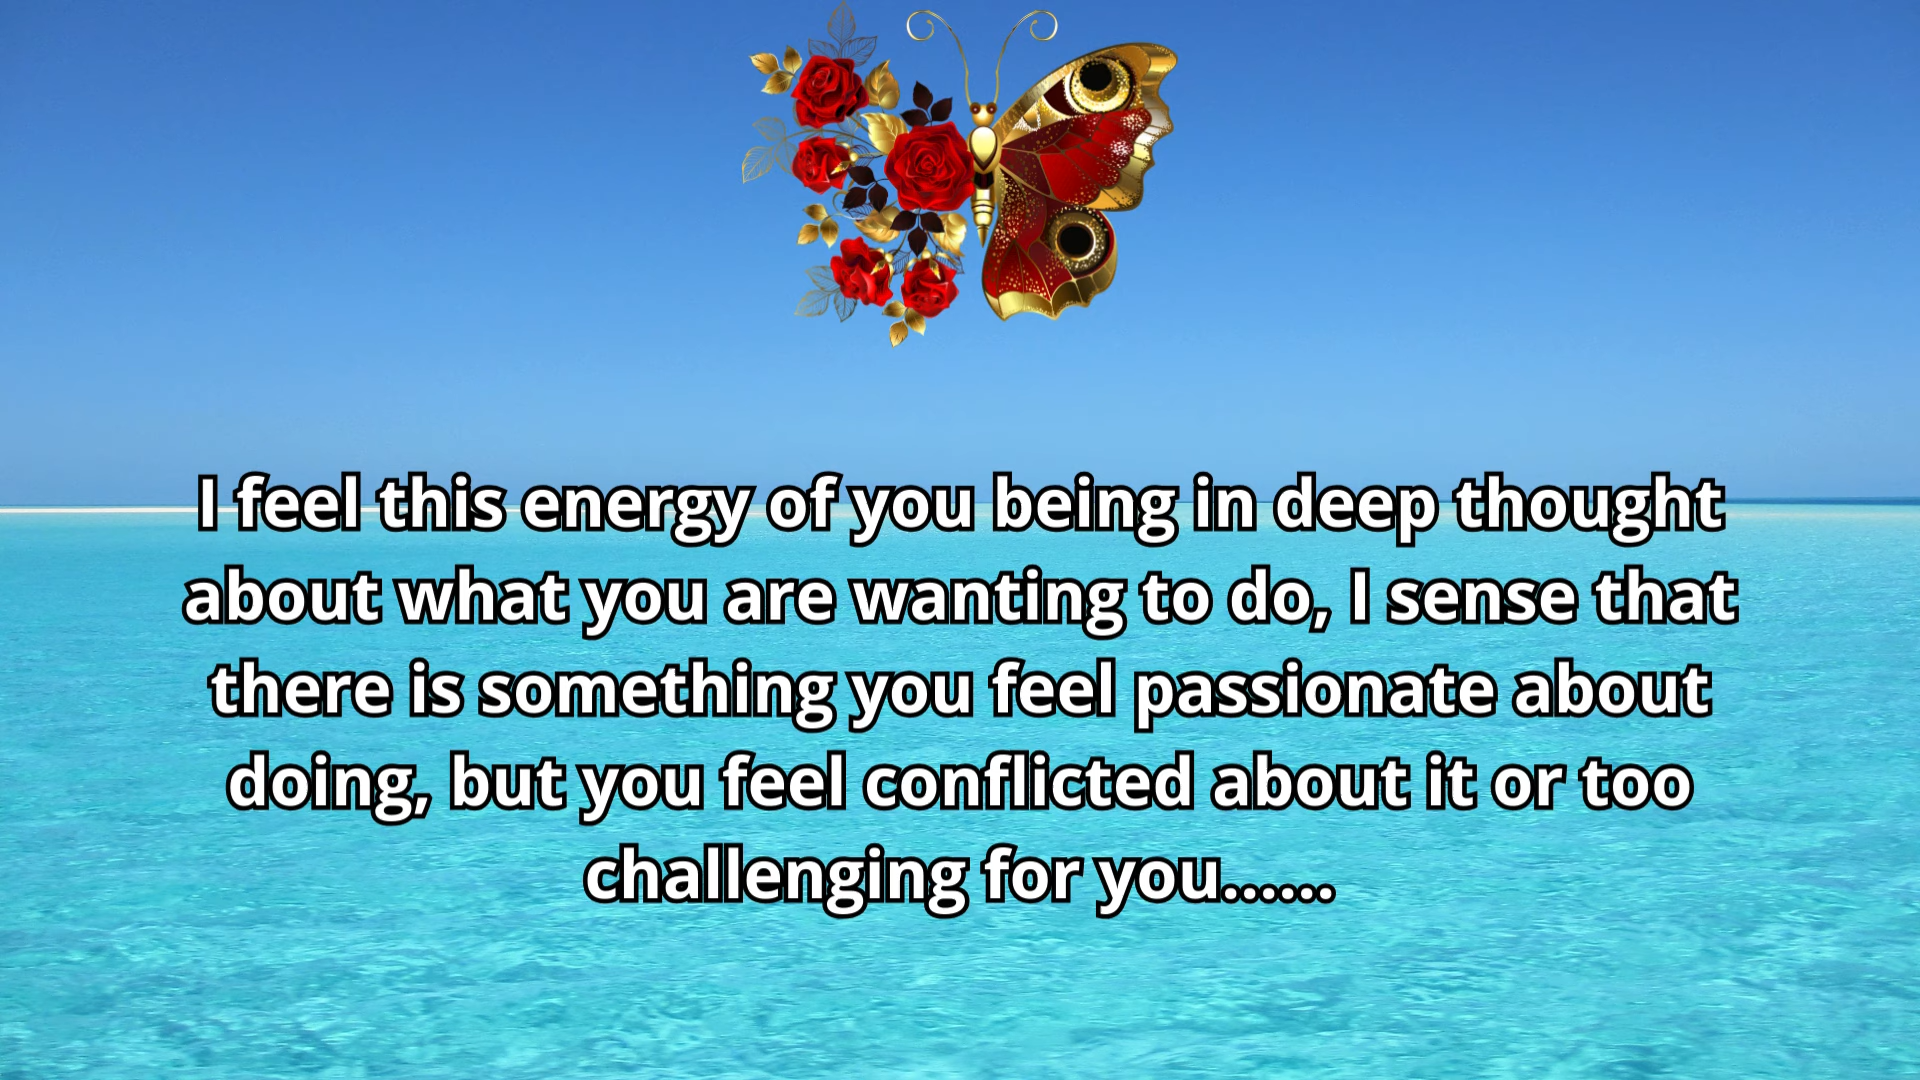 I feel this energy of you being in deep thought
about what you are wanting to do, I sense that
there is something you feel passionate about
doing, but you feel conflicted about it or too
challenging for you......